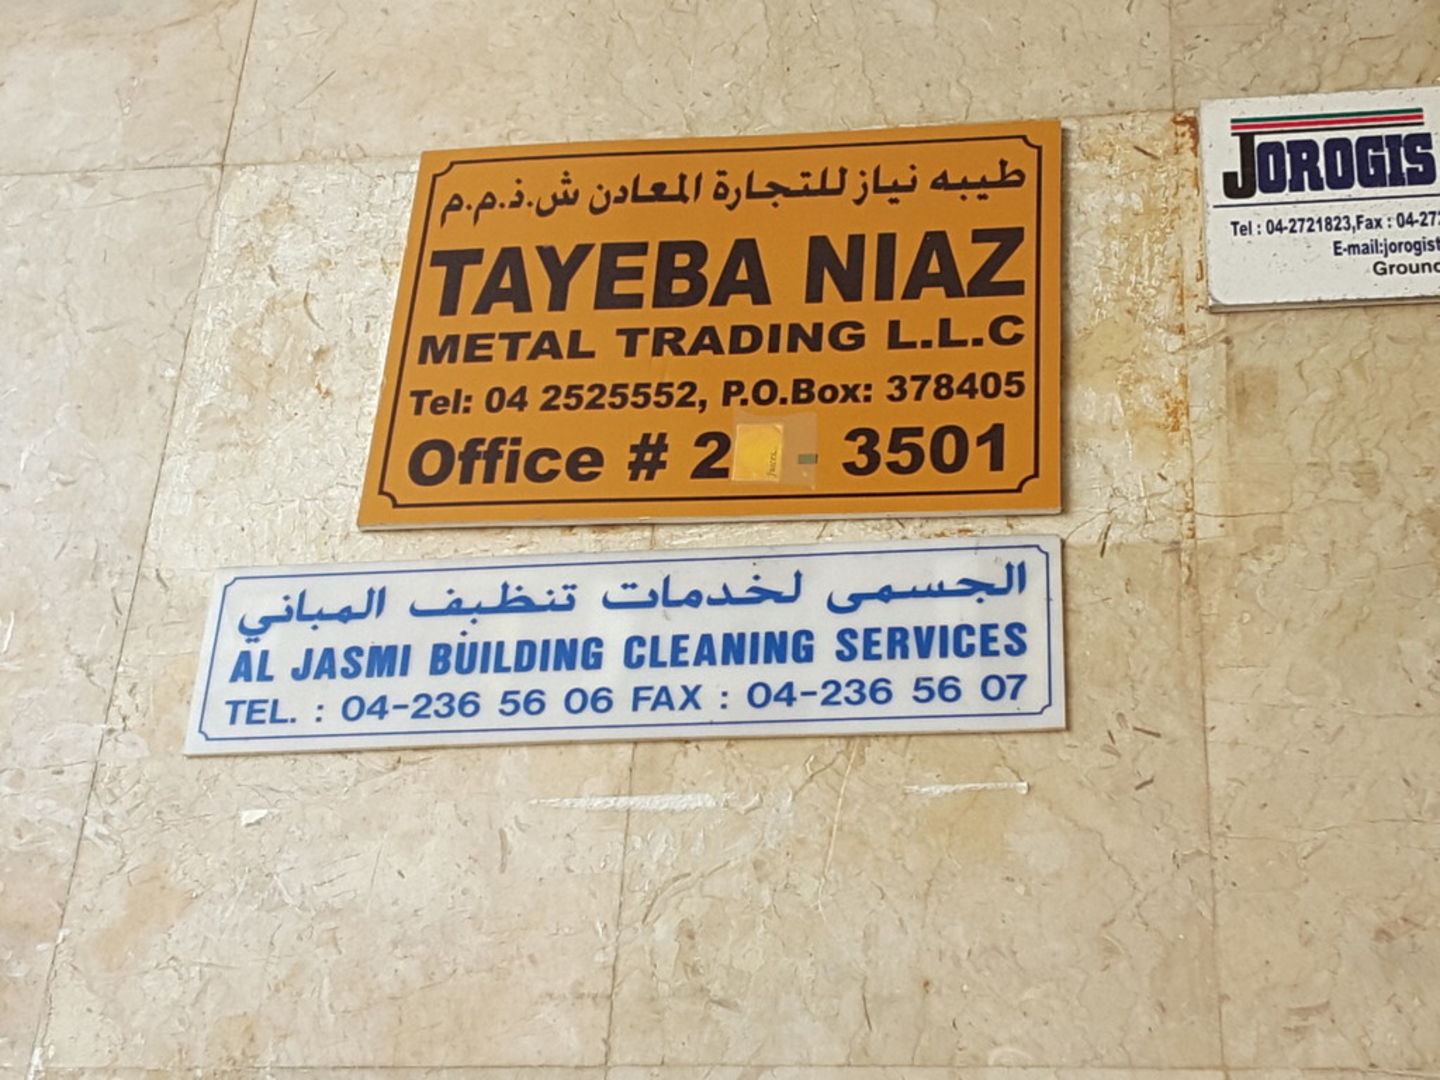 طيبه نياز للتجارة المعادن ش.ذ.م.م
TAYEBA NIAZ
METAL TRADING L.L.C
Tel: 04 2525552, P.O.Box: 378405
Office # 2 3501
الجسمى لخدمات تنظيف المباني
AL JASMI BUILDING CLEANING SERVICES
TEL. : 04-236 56 06 FAX : 04-236 56 07
JOROGIS
Tel : 04-2721823,Fax : 04-27
E-mail:jorogist
Ground